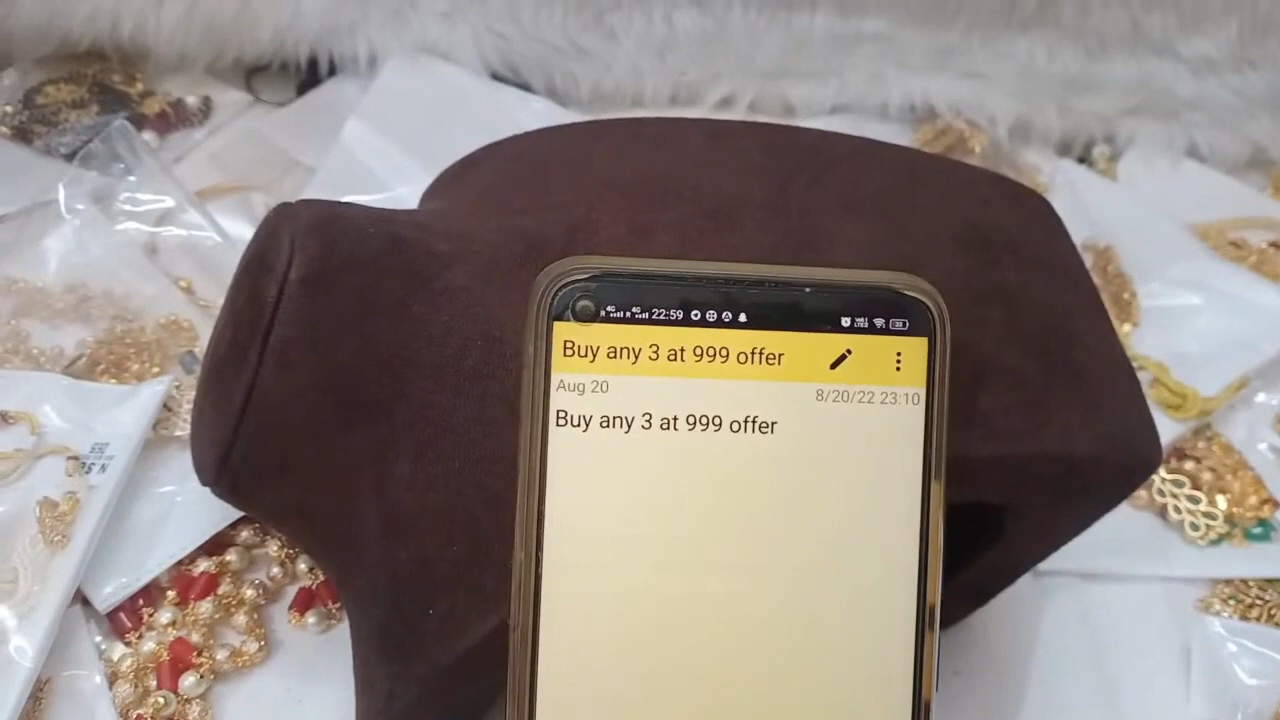 22:59
Buy any 3 at 999 offer
Aug 20
8/20/22 23:10
Buy any 3 at 999 offer